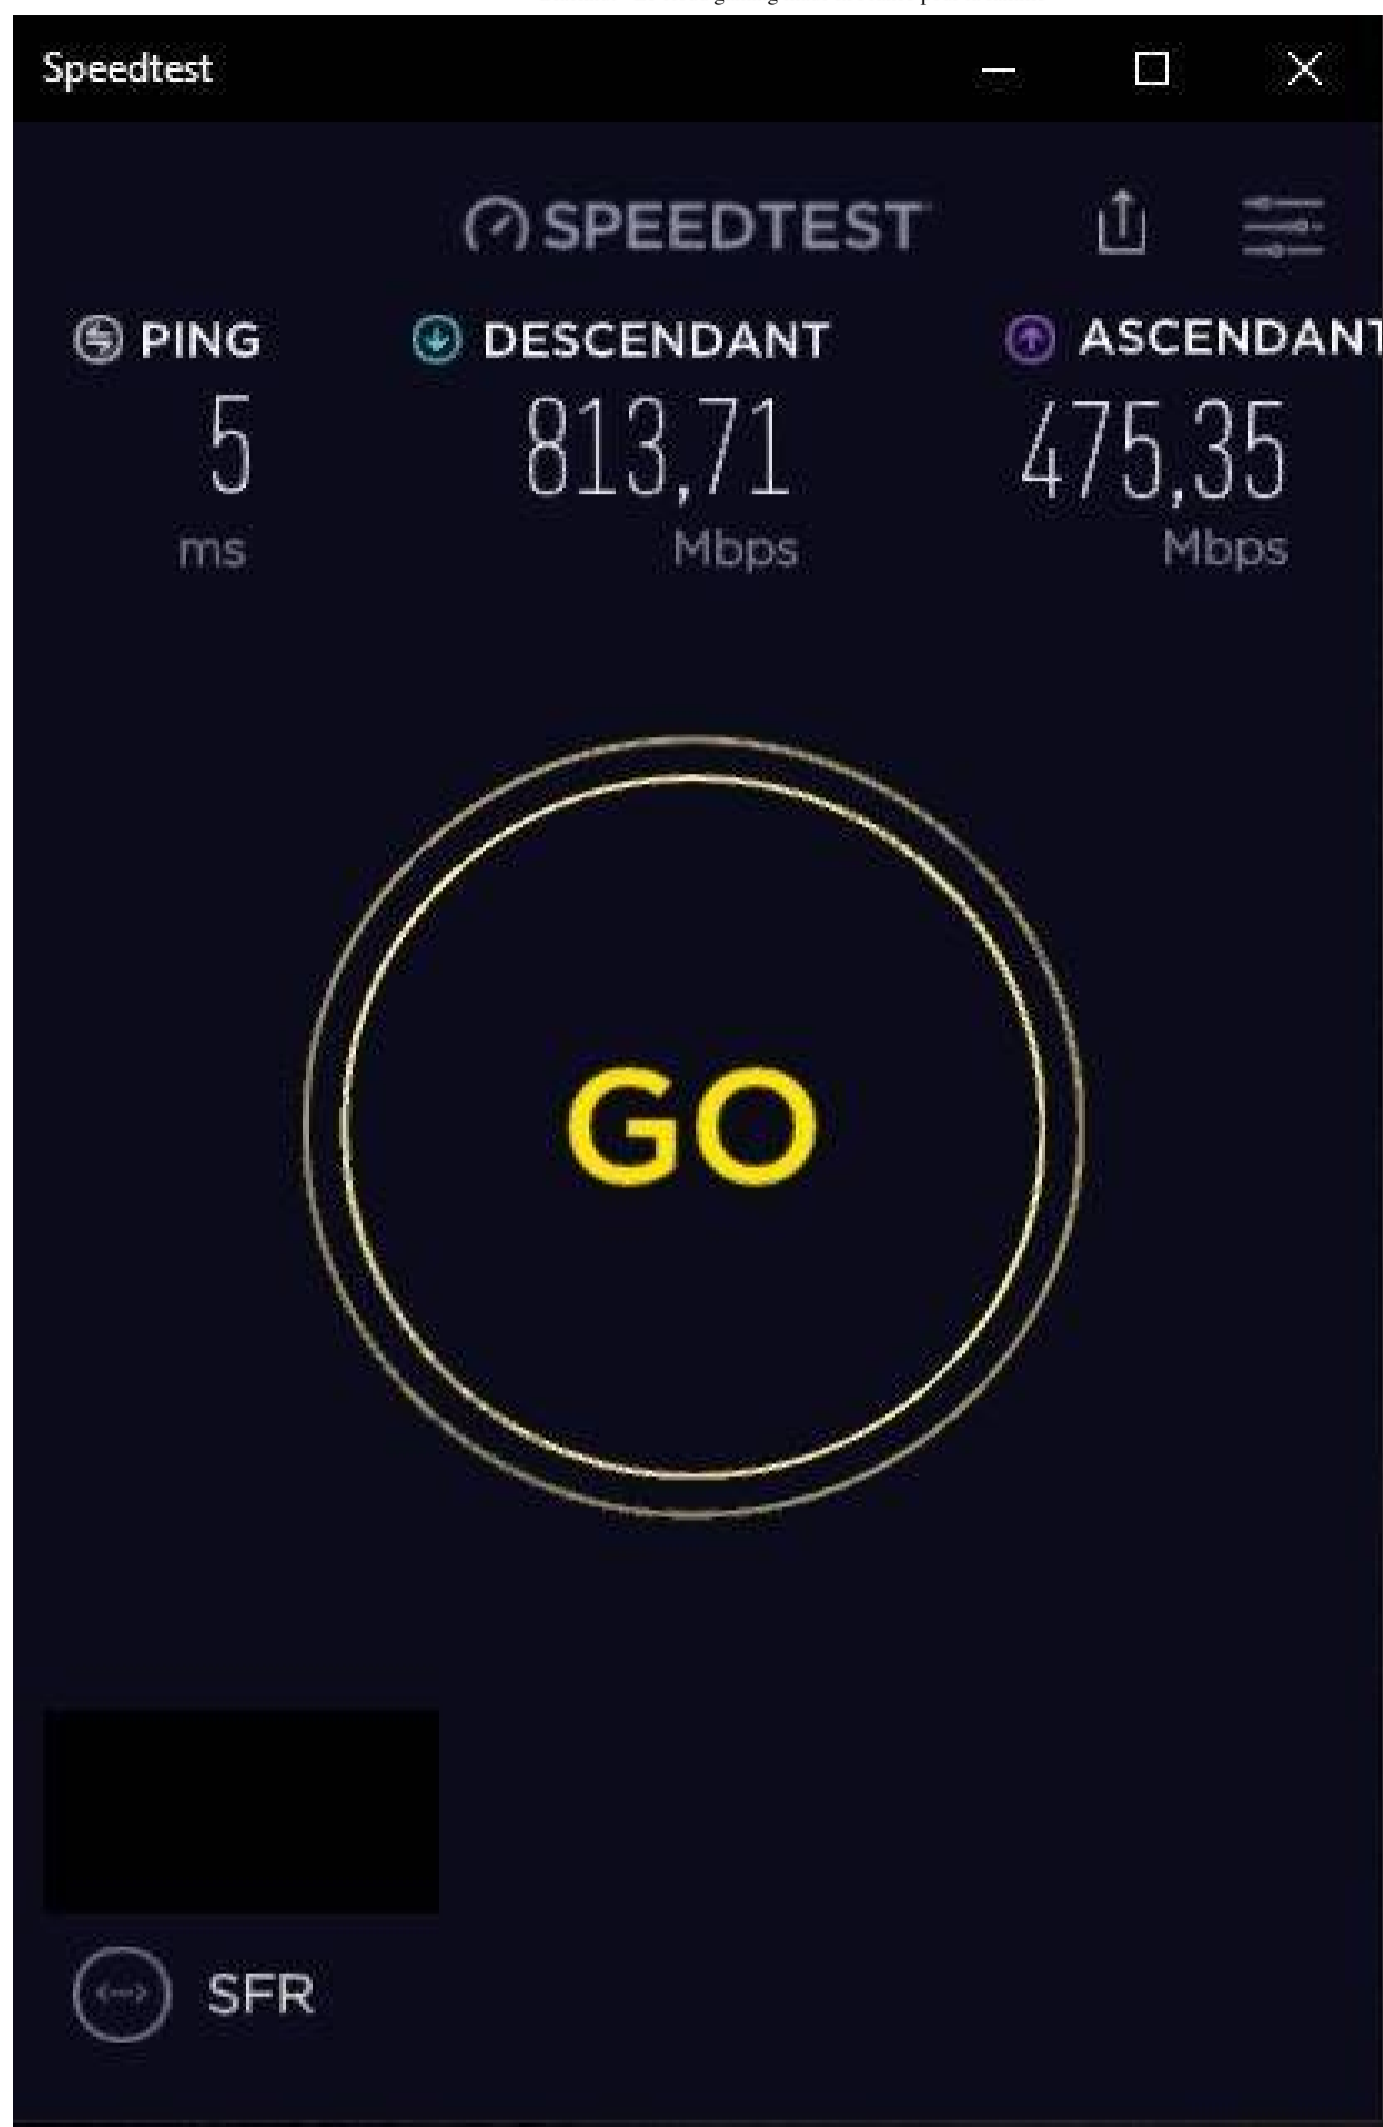 Speedtest
SPEEDTEST
PING
DESCENDANT
ASCENDANT
5
813,71
475,35
ms
Mbps
Mbps
GO
SFR